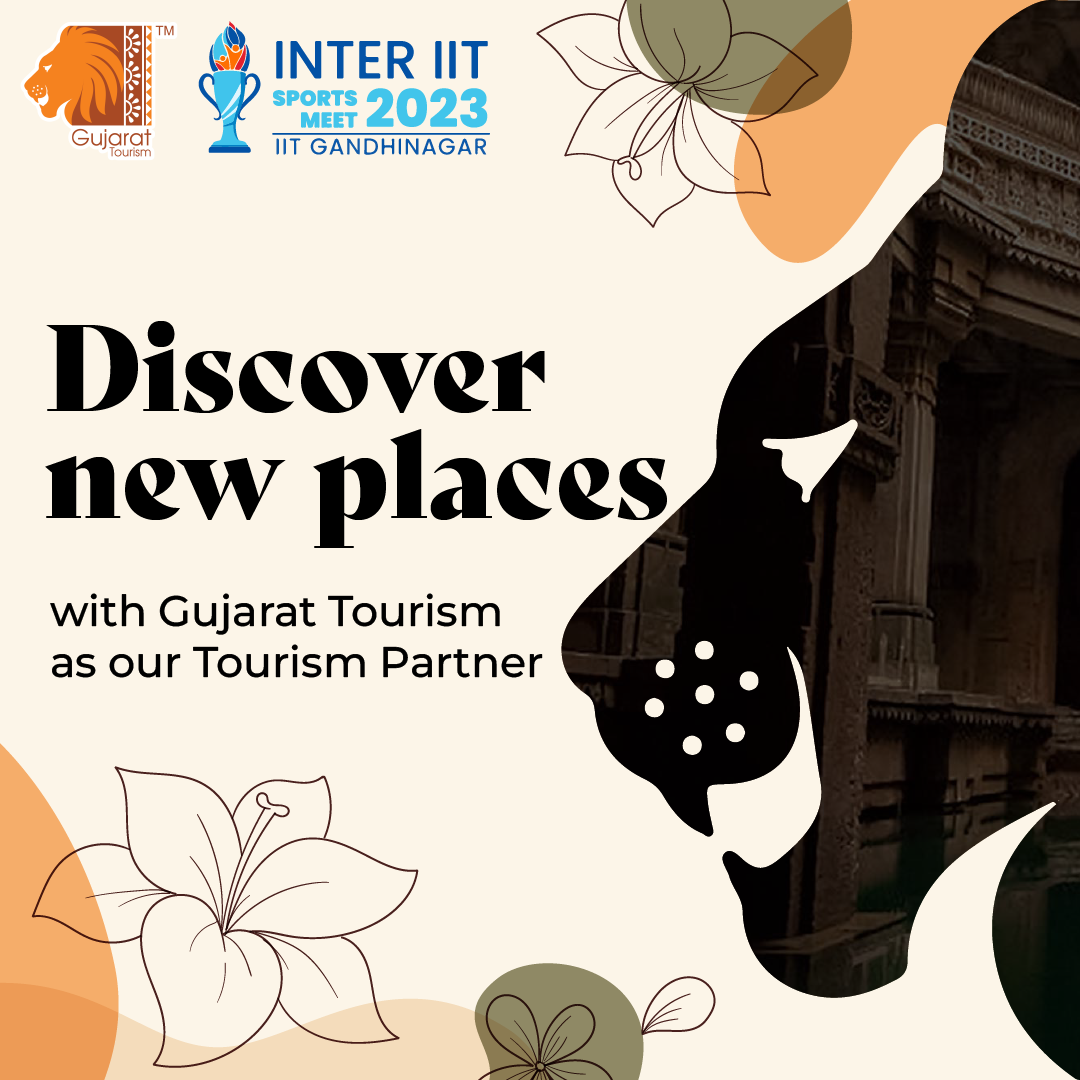 Gujarat
Tourism
TM
INTER IIT
SPORTS
MEET 2023
IIT GANDHINAGAR
Discover
new places
with Gujarat Tourism
as our Tourism Partner